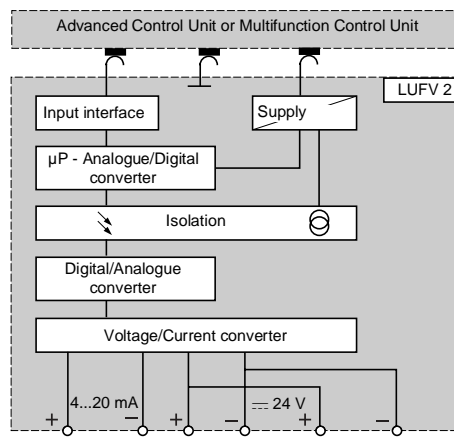 Advanced Control Unit or Multifunction Control Unit
LUFV 2
Input interface
Supply
µP - Analogue/Digital
converter
Isolation
Digital/Analogue
converter
Voltage/Current converter
4...20 mA
24 V
+ – + – + –